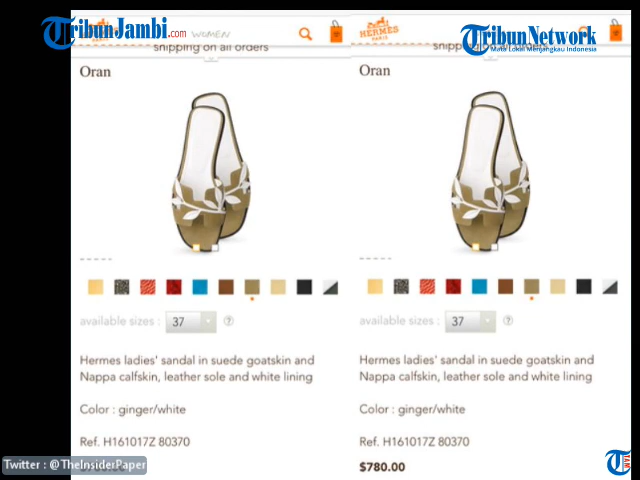 TribunJambi.com
WOMEN
HERMES
PARIS
TribunNetwork
Mata Lokal Menjangkau Indonesia
shipping on all orders
Oran
Oran
available sizes : 37 ?
available sizes : 37 ?
Hermes ladies' sandal in suede goatskin and
Nappa calfskin, leather sole and white lining
Hermes ladies' sandal in suede goatskin and
Nappa calfskin, leather sole and white lining
Color : ginger/white
Color : ginger/white
Ref. H161017Z 80370
Ref. H161017Z 80370
Twitter : @TheInsiderPaper
$780.00